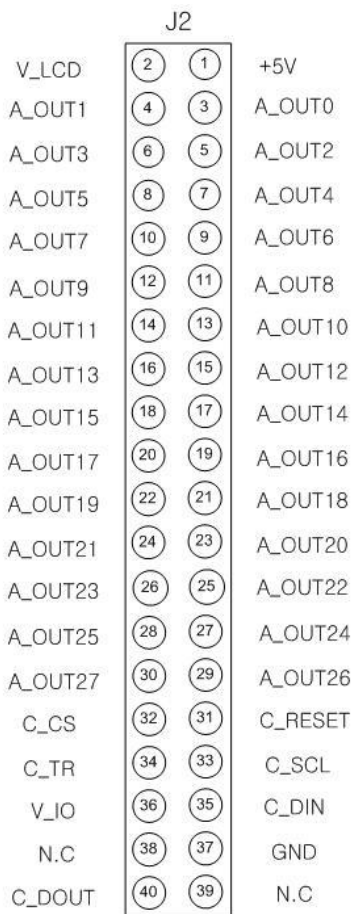 J2
V_LCD 2 1 +5V
A_OUT1 4 3 A_OUT0
A_OUT3 6 5 A_OUT2
A_OUT5 8 7 A_OUT4
A_OUT7 10 9 A_OUT6
A_OUT9 12 11 A_OUT8
A_OUT11 14 13 A_OUT10
A_OUT13 16 15 A_OUT12
A_OUT15 18 17 A_OUT14
A_OUT17 20 19 A_OUT16
A_OUT19 22 21 A_OUT18
A_OUT21 24 23 A_OUT20
A_OUT23 26 25 A_OUT22
A_OUT25 28 27 A_OUT24
A_OUT27 30 29 A_OUT26
C_CS 32 31 C_RESET
C_TR 34 33 C_SCL
V_IO 36 35 C_DIN
N.C 38 37 GND
C_DOUT 40 39 N.C